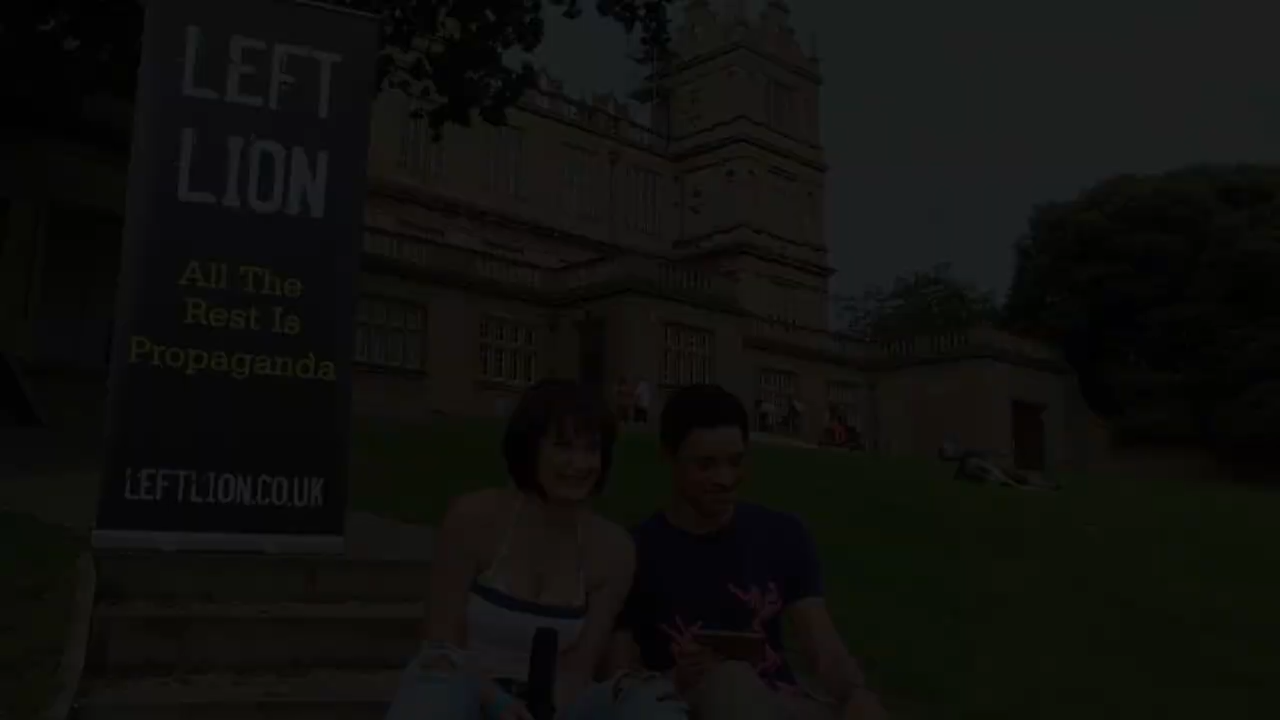 LEFT
LION
All The
Rest Is
Propaganda
LEFTLION.CO.UK